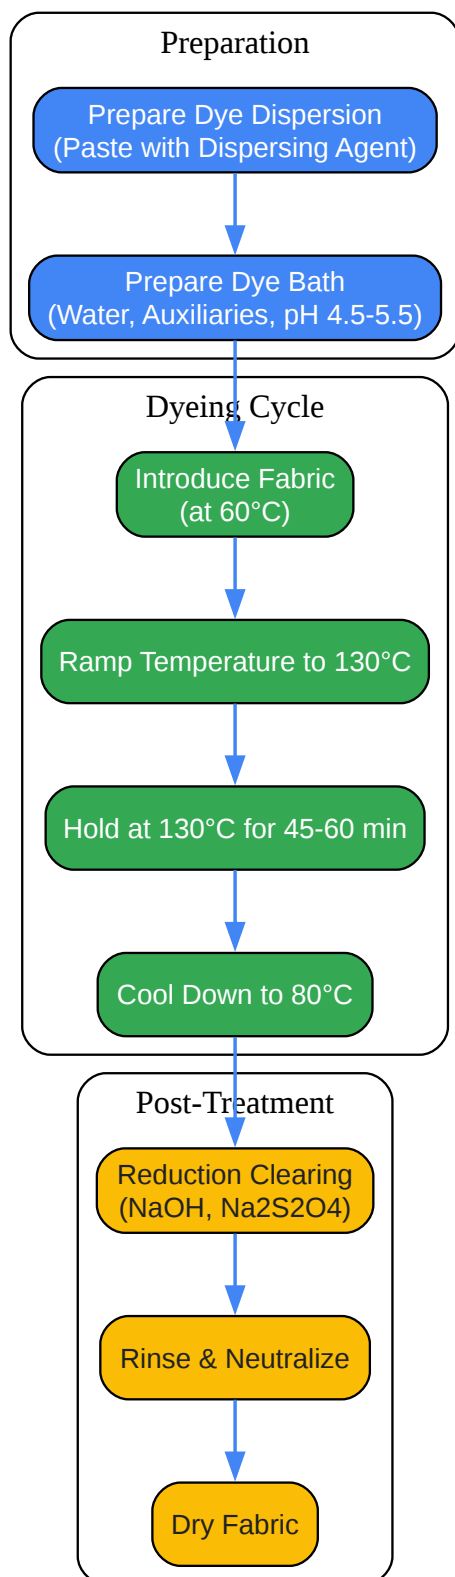 Preparation
Prepare Dye Dispersion
(Paste with Dispersing Agent)
Prepare Dye Bath
(Water, Auxiliaries, pH 4.5-5.5)
Dyeing Cycle
Introduce Fabric
(at 60°C)
Ramp Temperature to 130°C
Hold at 130°C for 45-60 min
Cool Down to 80°C
Post-Treatment
Reduction Clearing
(NaOH, Na2S2O4)
Rinse & Neutralize
Dry Fabric